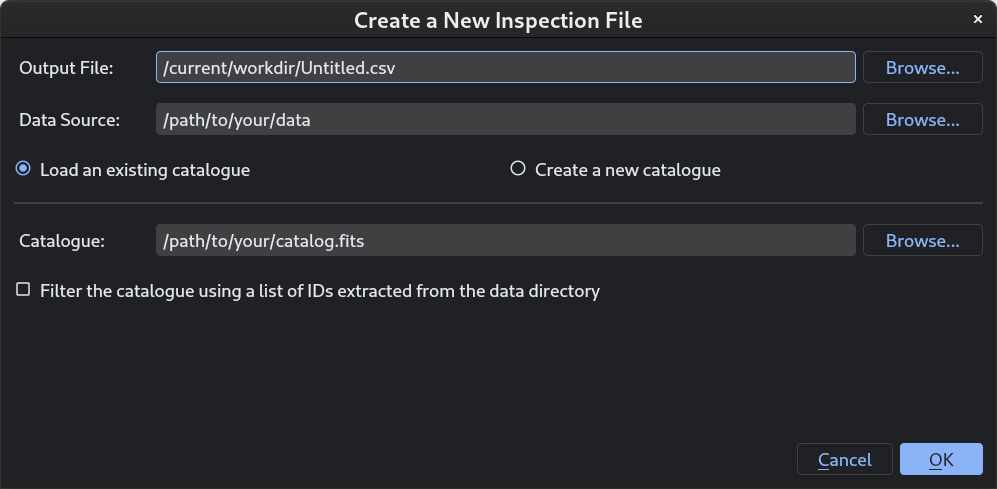 Create a New Inspection File
Output File: /current/workdir/Untitled.csv Browse...
Data Source: /path/to/your/data Browse...
Load an existing catalogue Create a new catalogue
Catalogue: /path/to/your/catalog.fits Browse...
Filter the catalogue using a list of IDs extracted from the data directory
Cancel OK